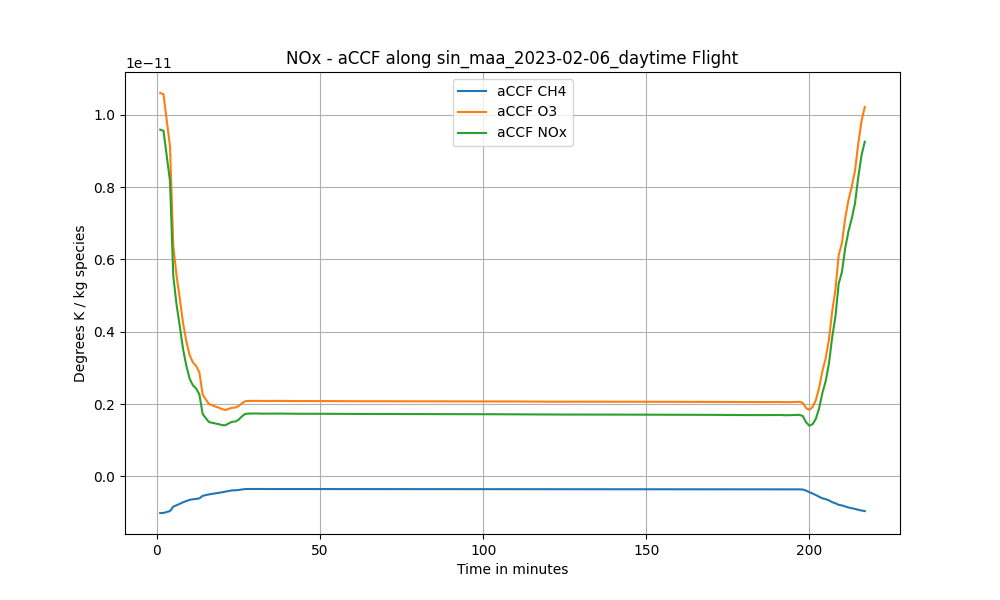 NOx - aCCF along sin_maa_2023-02-06_daytime Flight
1e−11
aCCF CH4
aCCF O3
aCCF NOx
1.0
0.8
0.6
0.4
0.2
0.0
Degrees K / kg species
0 50 100 150 200
Time in minutes